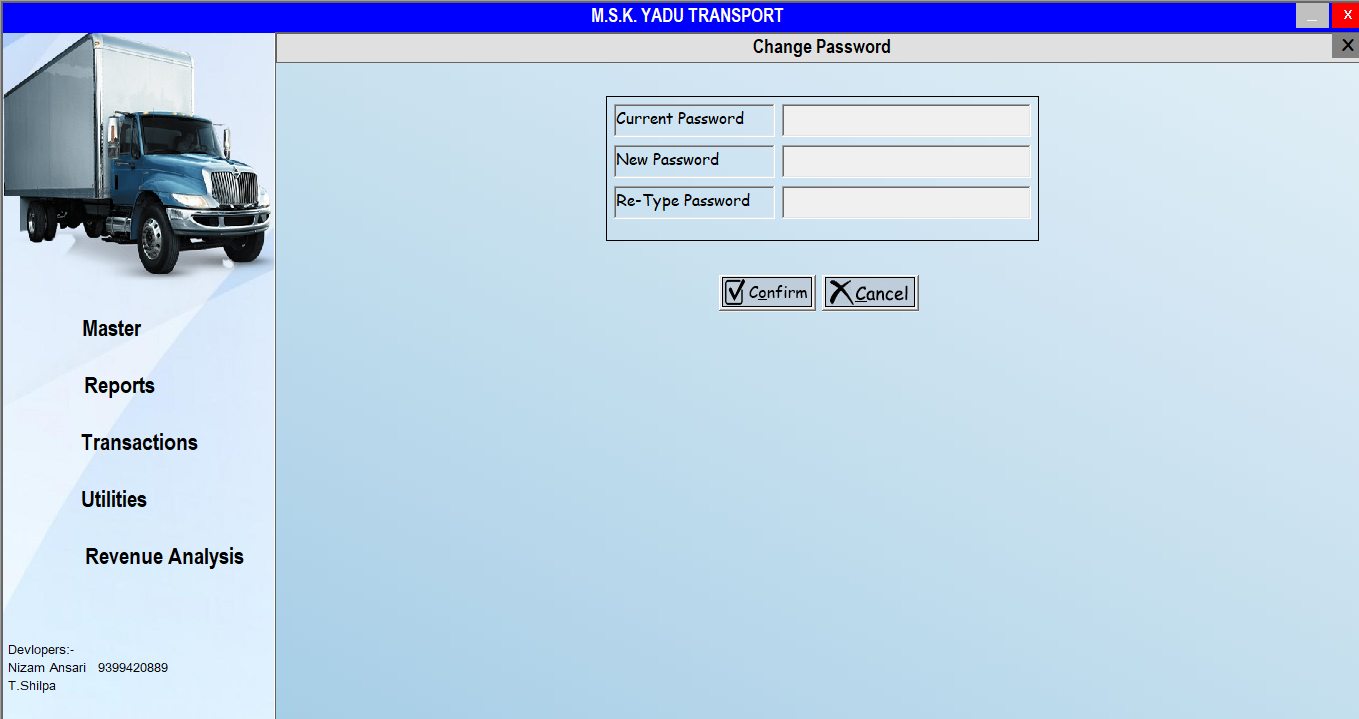 M.S.K. YADU TRANSPORT
_ X
Change Password
X
Current Password
New Password
Re-Type Password
Confirm
Cancel
Master
Reports
Transactions
Utilities
Revenue Analysis
Devlopers:-
Nizam Ansari 9399420889
T.Shilpa